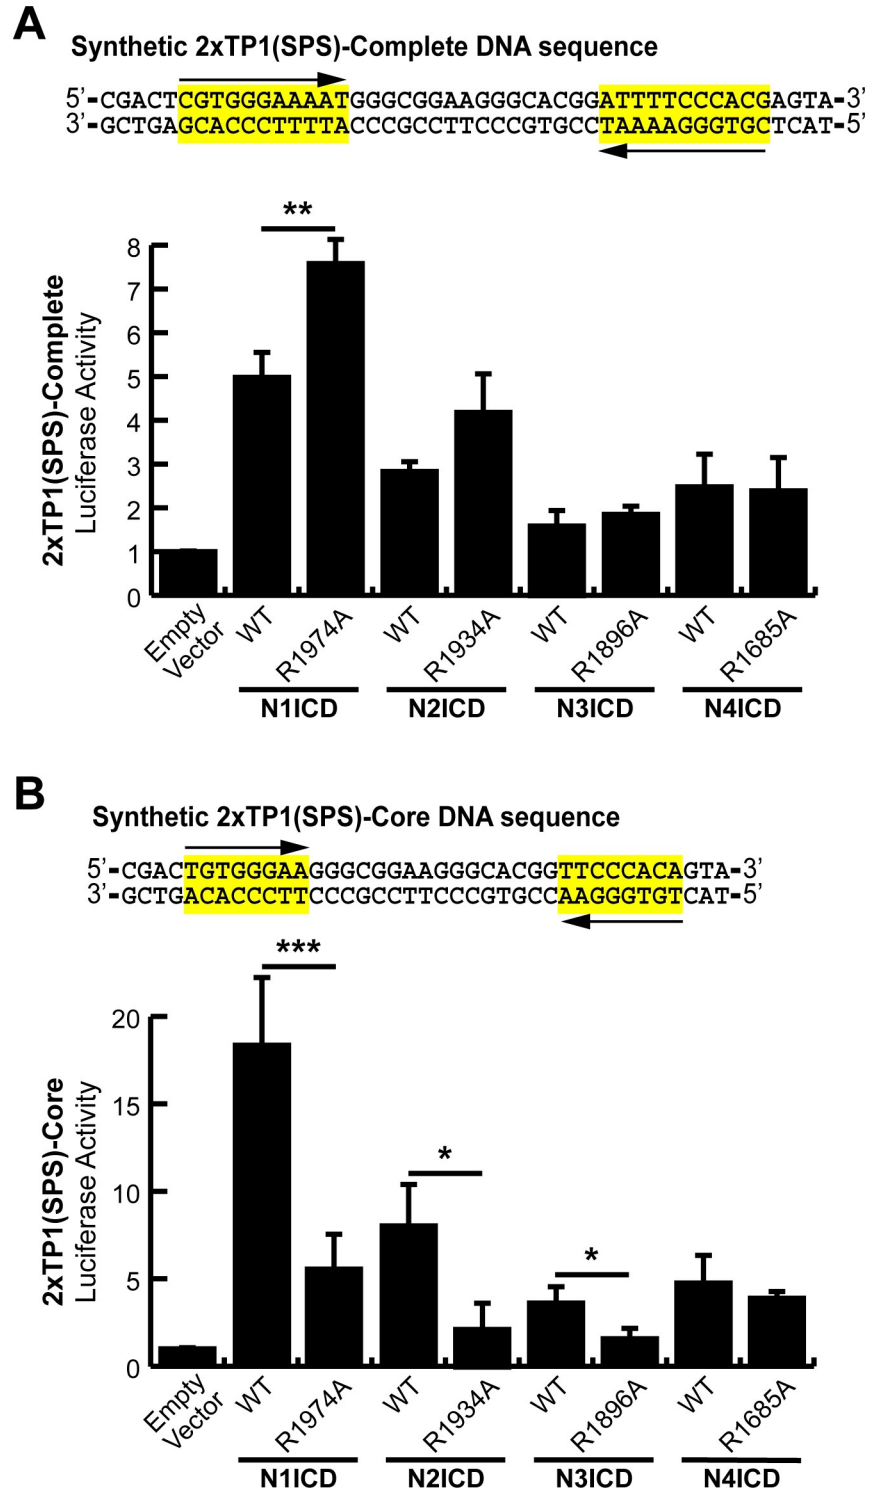 A
Synthetic 2xTP1(SPS)-Complete DNA sequence
5’-CGACTCGTGGGAAAATGGGCGGAAGGGCACGGATTTTCCCACGAGTA-3’
3’-GCTGAGCACCCTTTTACCCGCCTTCCCGTGCCTAAAAGGGTGCTCAT-5’
**
2xTP1(SPS)-Complete
Luciferase Activity
8
7
6
5
4
3
2
1
0
Empty
Vector
WT
R1974A
WT
R1934A
WT
R1896A
WT
R1685A
N1ICD
N2ICD
N3ICD
N4ICD
B
Synthetic 2xTP1(SPS)-Core DNA sequence
5’-CGACTGTGGGAAGGGCGGAAGGGCACGGTTCCCACAGTA-3’
3’-GCTGACACCCTTCCCGCCTTCCCGTGCCAAGGGTGTCAT-5’
***
*
*
2xTP1(SPS)-Core
Luciferase Activity
20
15
10
5
0
Empty
Vector
WT
R1974A
WT
R1934A
WT
R1896A
WT
R1685A
N1ICD
N2ICD
N3ICD
N4ICD